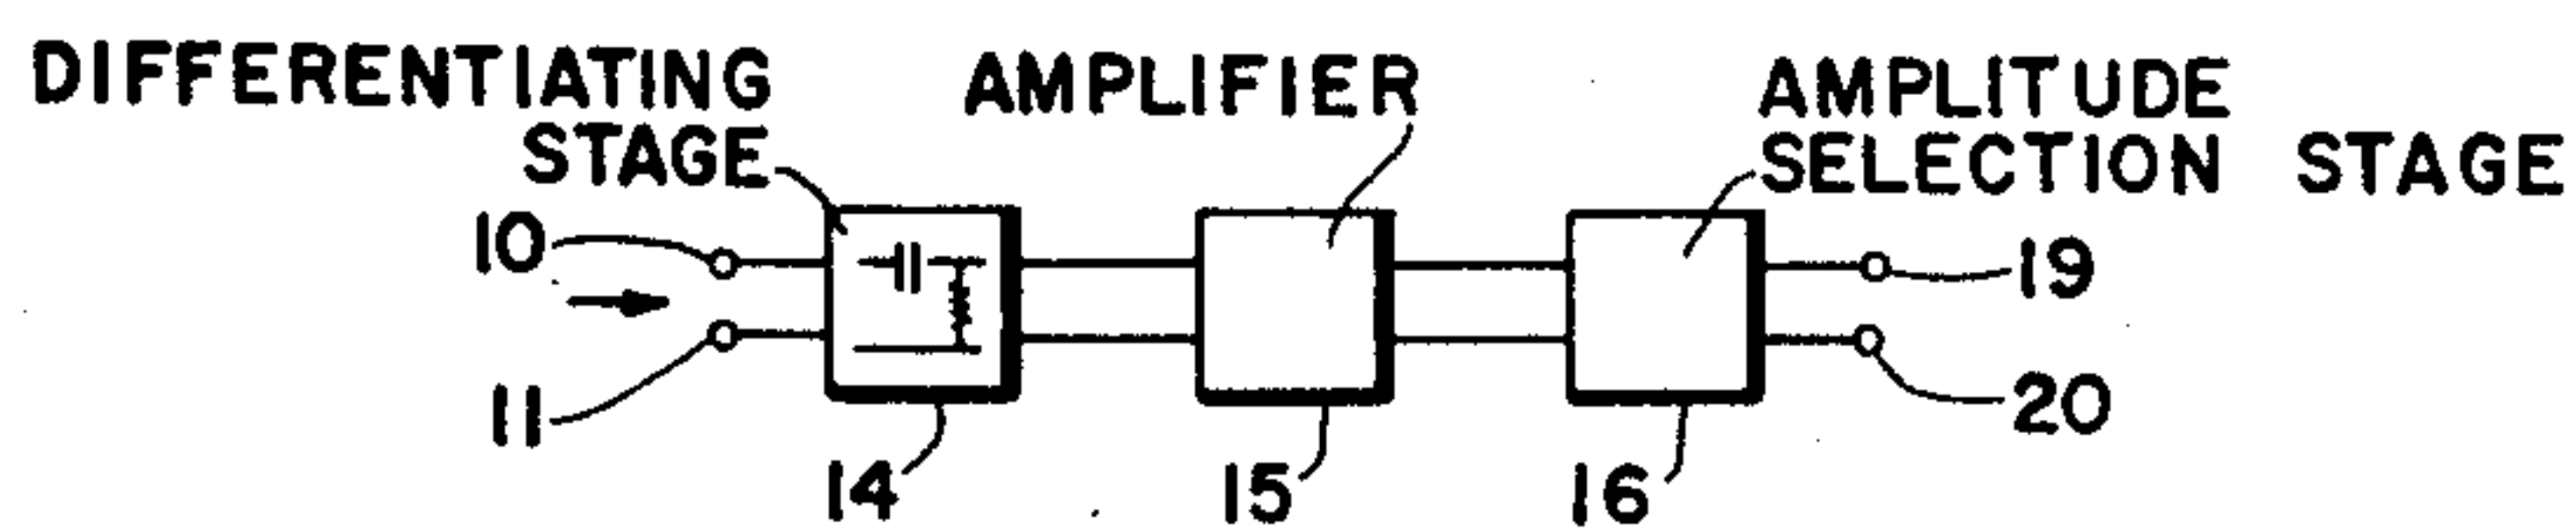 DIFFERENTIATING
STAGE
AMPLIFIER
AMPLITUDE
SELECTION STAGE
10
11
14
15
16
19
20